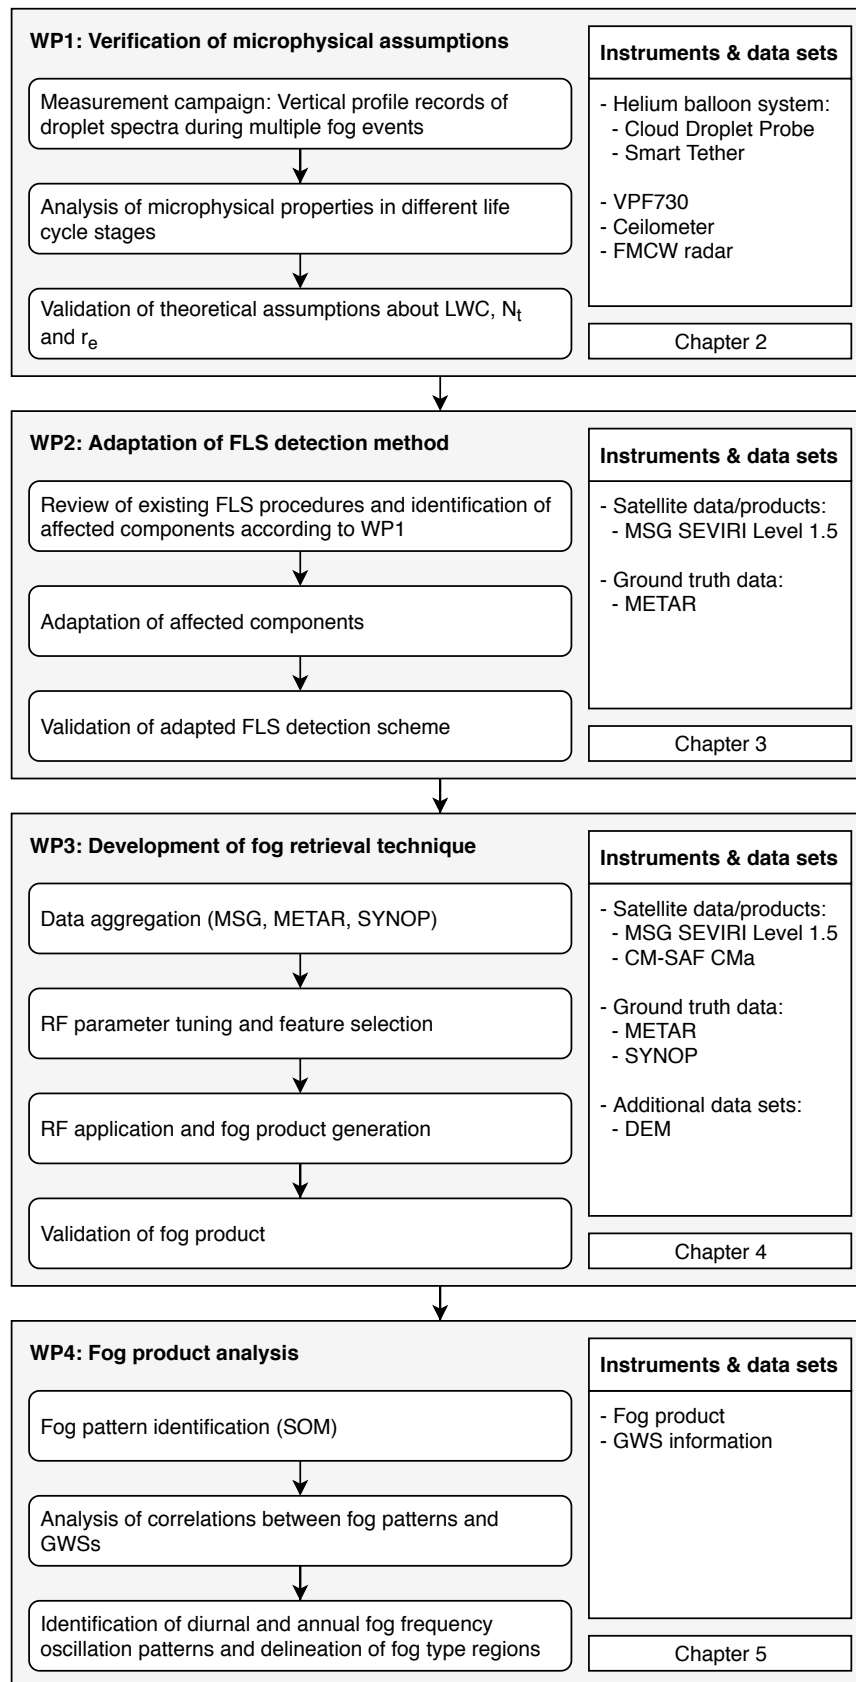 WP1: Verification of microphysical assumptions
Measurement campaign: Vertical profile records of
droplet spectra during multiple fog events
Analysis of microphysical properties in different life
cycle stages
Validation of theoretical assumptions about LWC, N_t
and r_e
Instruments & data sets
- Helium balloon system:
- Cloud Droplet Probe
- Smart Tether
- VPF730
- Ceilometer
- FMCW radar
Chapter 2
WP2: Adaptation of FLS detection method
Review of existing FLS procedures and identification of
affected components according to WP1
Adaptation of affected components
Validation of adapted FLS detection scheme
Instruments & data sets
- Satellite data/products:
- MSG SEVIRI Level 1.5
- Ground truth data:
- METAR
Chapter 3
WP3: Development of fog retrieval technique
Data aggregation (MSG, METAR, SYNOP)
RF parameter tuning and feature selection
RF application and fog product generation
Validation of fog product
Instruments & data sets
- Satellite data/products:
- MSG SEVIRI Level 1.5
- CM-SAF CMa
- Ground truth data:
- METAR
- SYNOP
- Additional data sets:
- DEM
Chapter 4
WP4: Fog product analysis
Fog pattern identification (SOM)
Analysis of correlations between fog patterns and
GWSs
Identification of diurnal and annual fog frequency
oscillation patterns and delineation of fog type regions
Instruments & data sets
- Fog product
- GWS information
Chapter 5